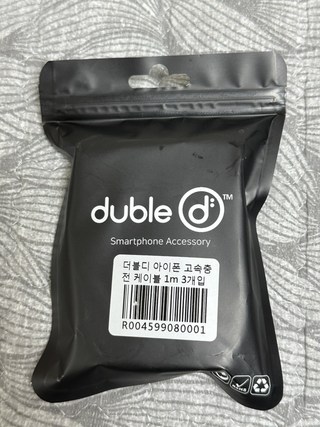 duble d: TM
Smartphone Accessory
더블디 아이폰 고속충
전 케이블 1m 3개입
R004599080001